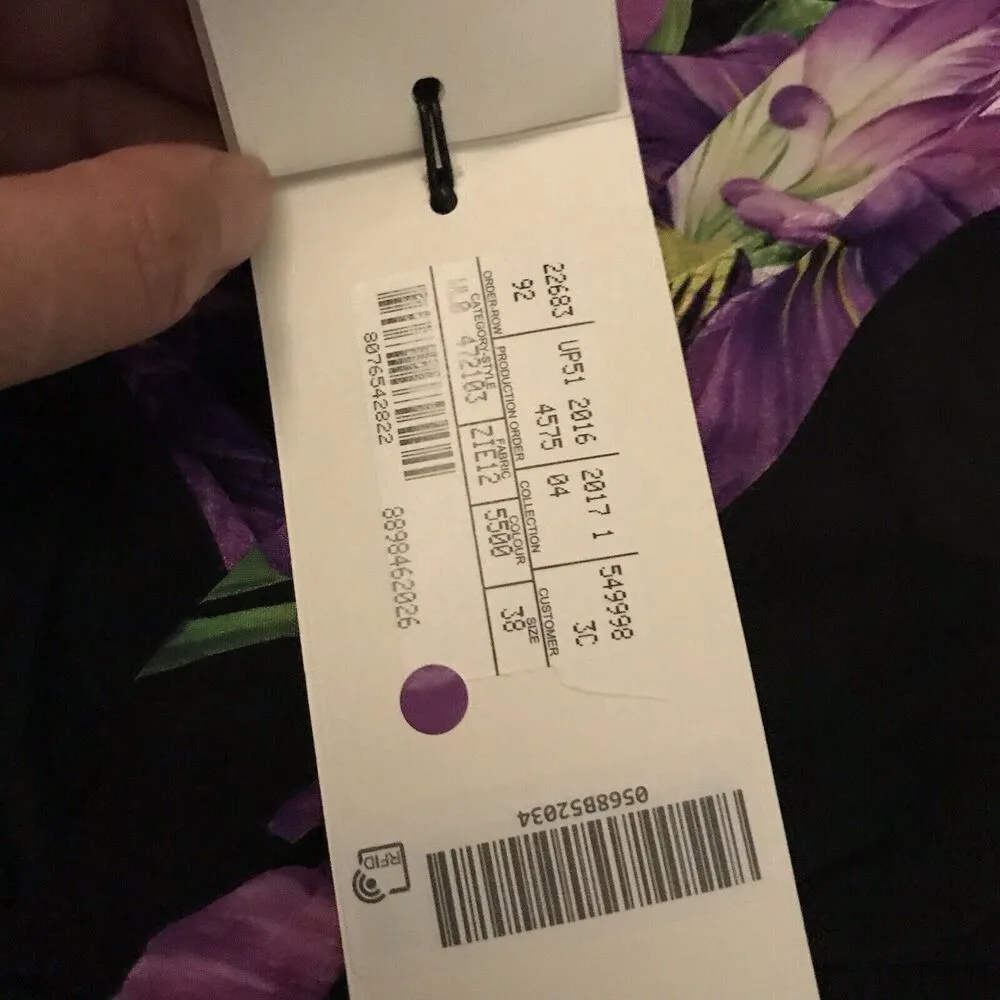 22683 UP51 2016 2017 1 549998
92 4575 04 3C
ORDER.ROW PRODUCTION ORDER COLLECTION CUSTOMER
CATEGORY-STYLE FABRIC COLOUR SIZE
472103 ZIE12 5500 38
8076542822 8898462026
0568B52034
RFID